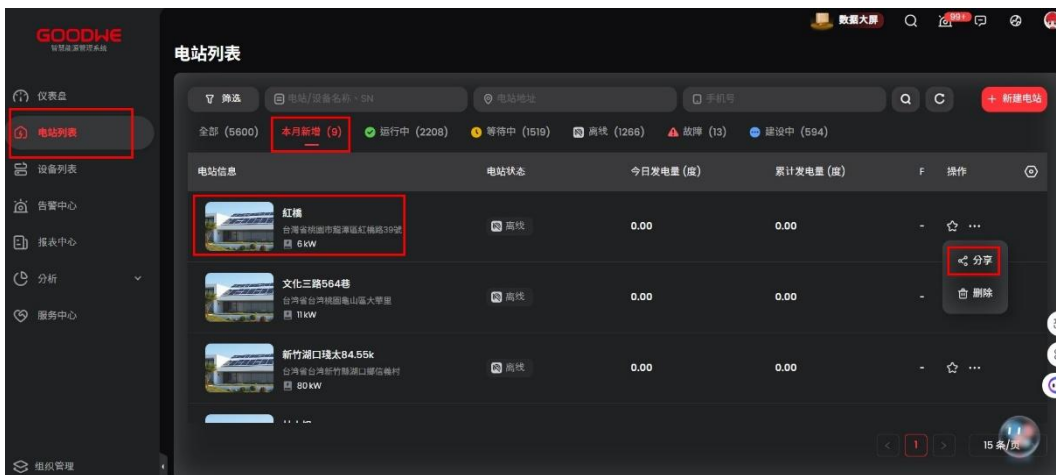 GOODWE
智慧能源管理系统
数据大屏
99+
电站列表
仪表盘
电站列表
设备列表
告警中心
报表中心
分析
服务中心
组织管理
筛选
电站/设备名称、SN
电站地址
手机号
+ 新建电站
全部 (5600)
本月新增 (9)
运行中 (2208)
等待中 (1519)
离线 (1266)
故障 (13)
建设中 (594)
电站信息
电站状态
今日发电量 (度)
累计发电量 (度)
F
操作
紅橋
台灣省桃園市龍潭區紅橋路39號
6 kW
离线
0.00
0.00
-
分享
删除
文化三路564巷
台湾省台湾桃園龜山區大華里
11 kW
离线
0.00
0.00
-
新竹湖口瑾太84.55k
台湾省台湾新竹縣湖口鄉信義村
80 kW
离线
0.00
0.00
-
1
15 条/页